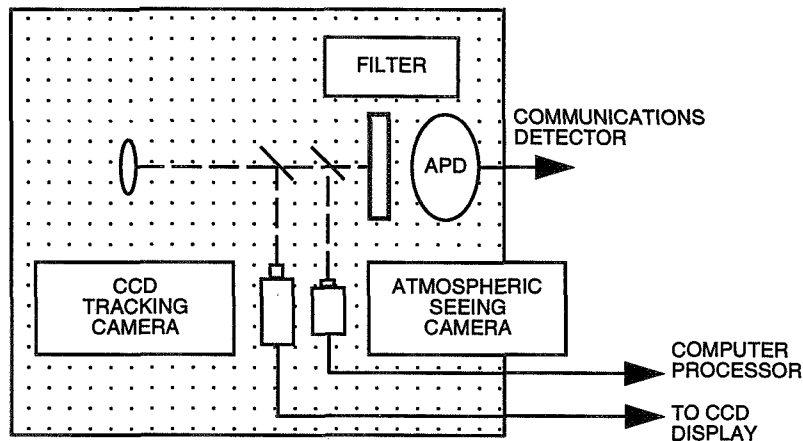 FILTER
COMMUNICATIONS
DETECTOR
APD
CCD
TRACKING
CAMERA
ATMOSPHERIC
SEEING
CAMERA
COMPUTER
PROCESSOR
TO CCD
DISPLAY